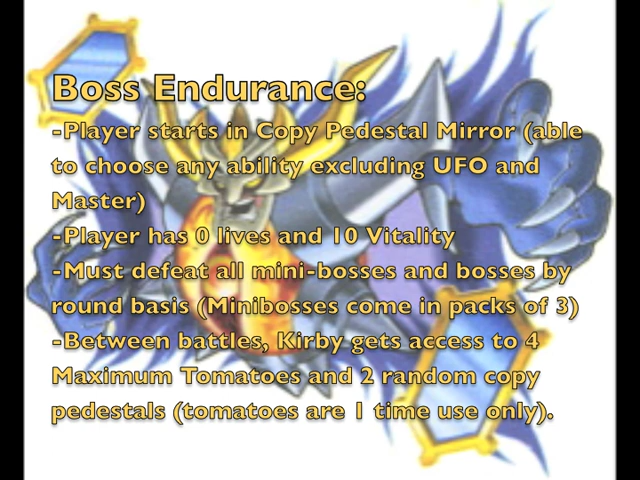 Boss Endurance:
-Player starts in Copy Pedestal Mirror (able
to choose any ability excluding UFO and
Master)
-Player has 0 lives and 10 Vitality
-Must defeat all mini-bosses and bosses by
round basis (Minibosses come in packs of 3)
-Between battles, Kirby gets access to 4
Maximum Tomatoes and 2 random copy
pedestals (tomatoes are 1 time use only).